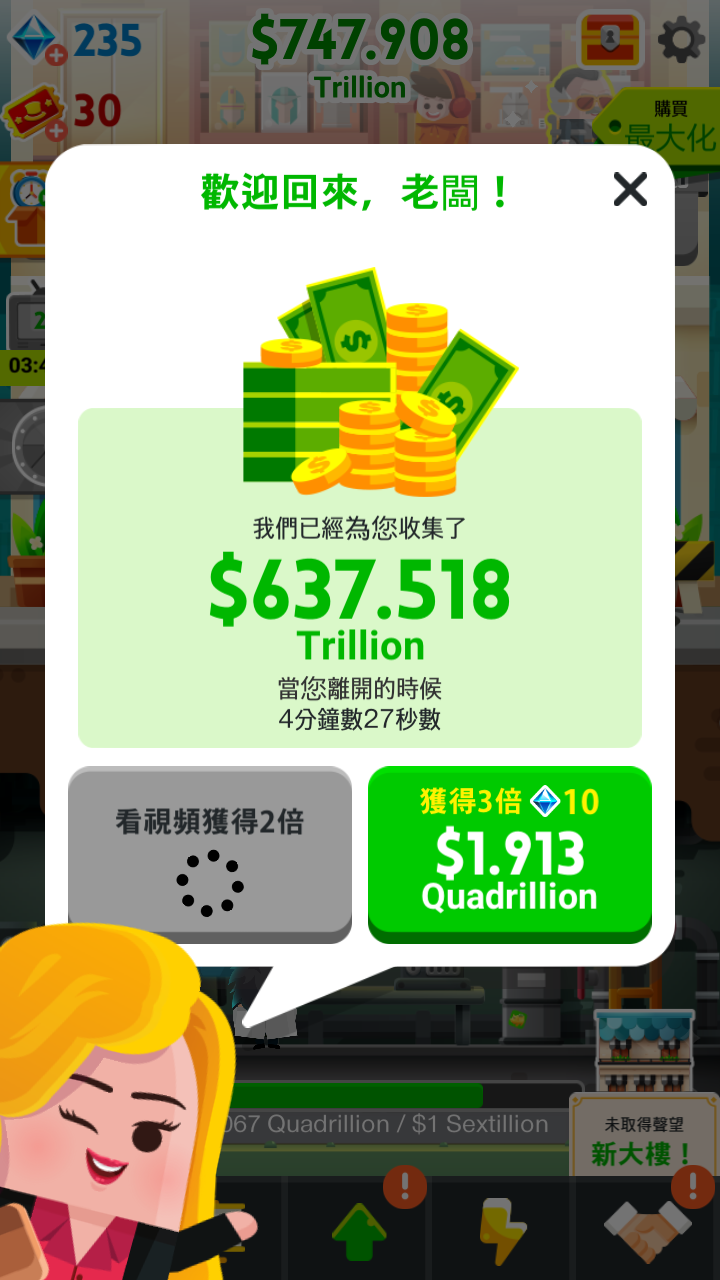 235
$747.908
Trillion
30
購買
最大化
歡迎回來，老闆！
03:4
我們已經為您收集了
$637.518
Trillion
當您離開的時候
4分鐘數27秒數
看視頻獲得2倍
獲得3倍 10
$1.913
Quadrillion
067 Quadrillion / $1 Sextillion
未取得聲望
新大樓！